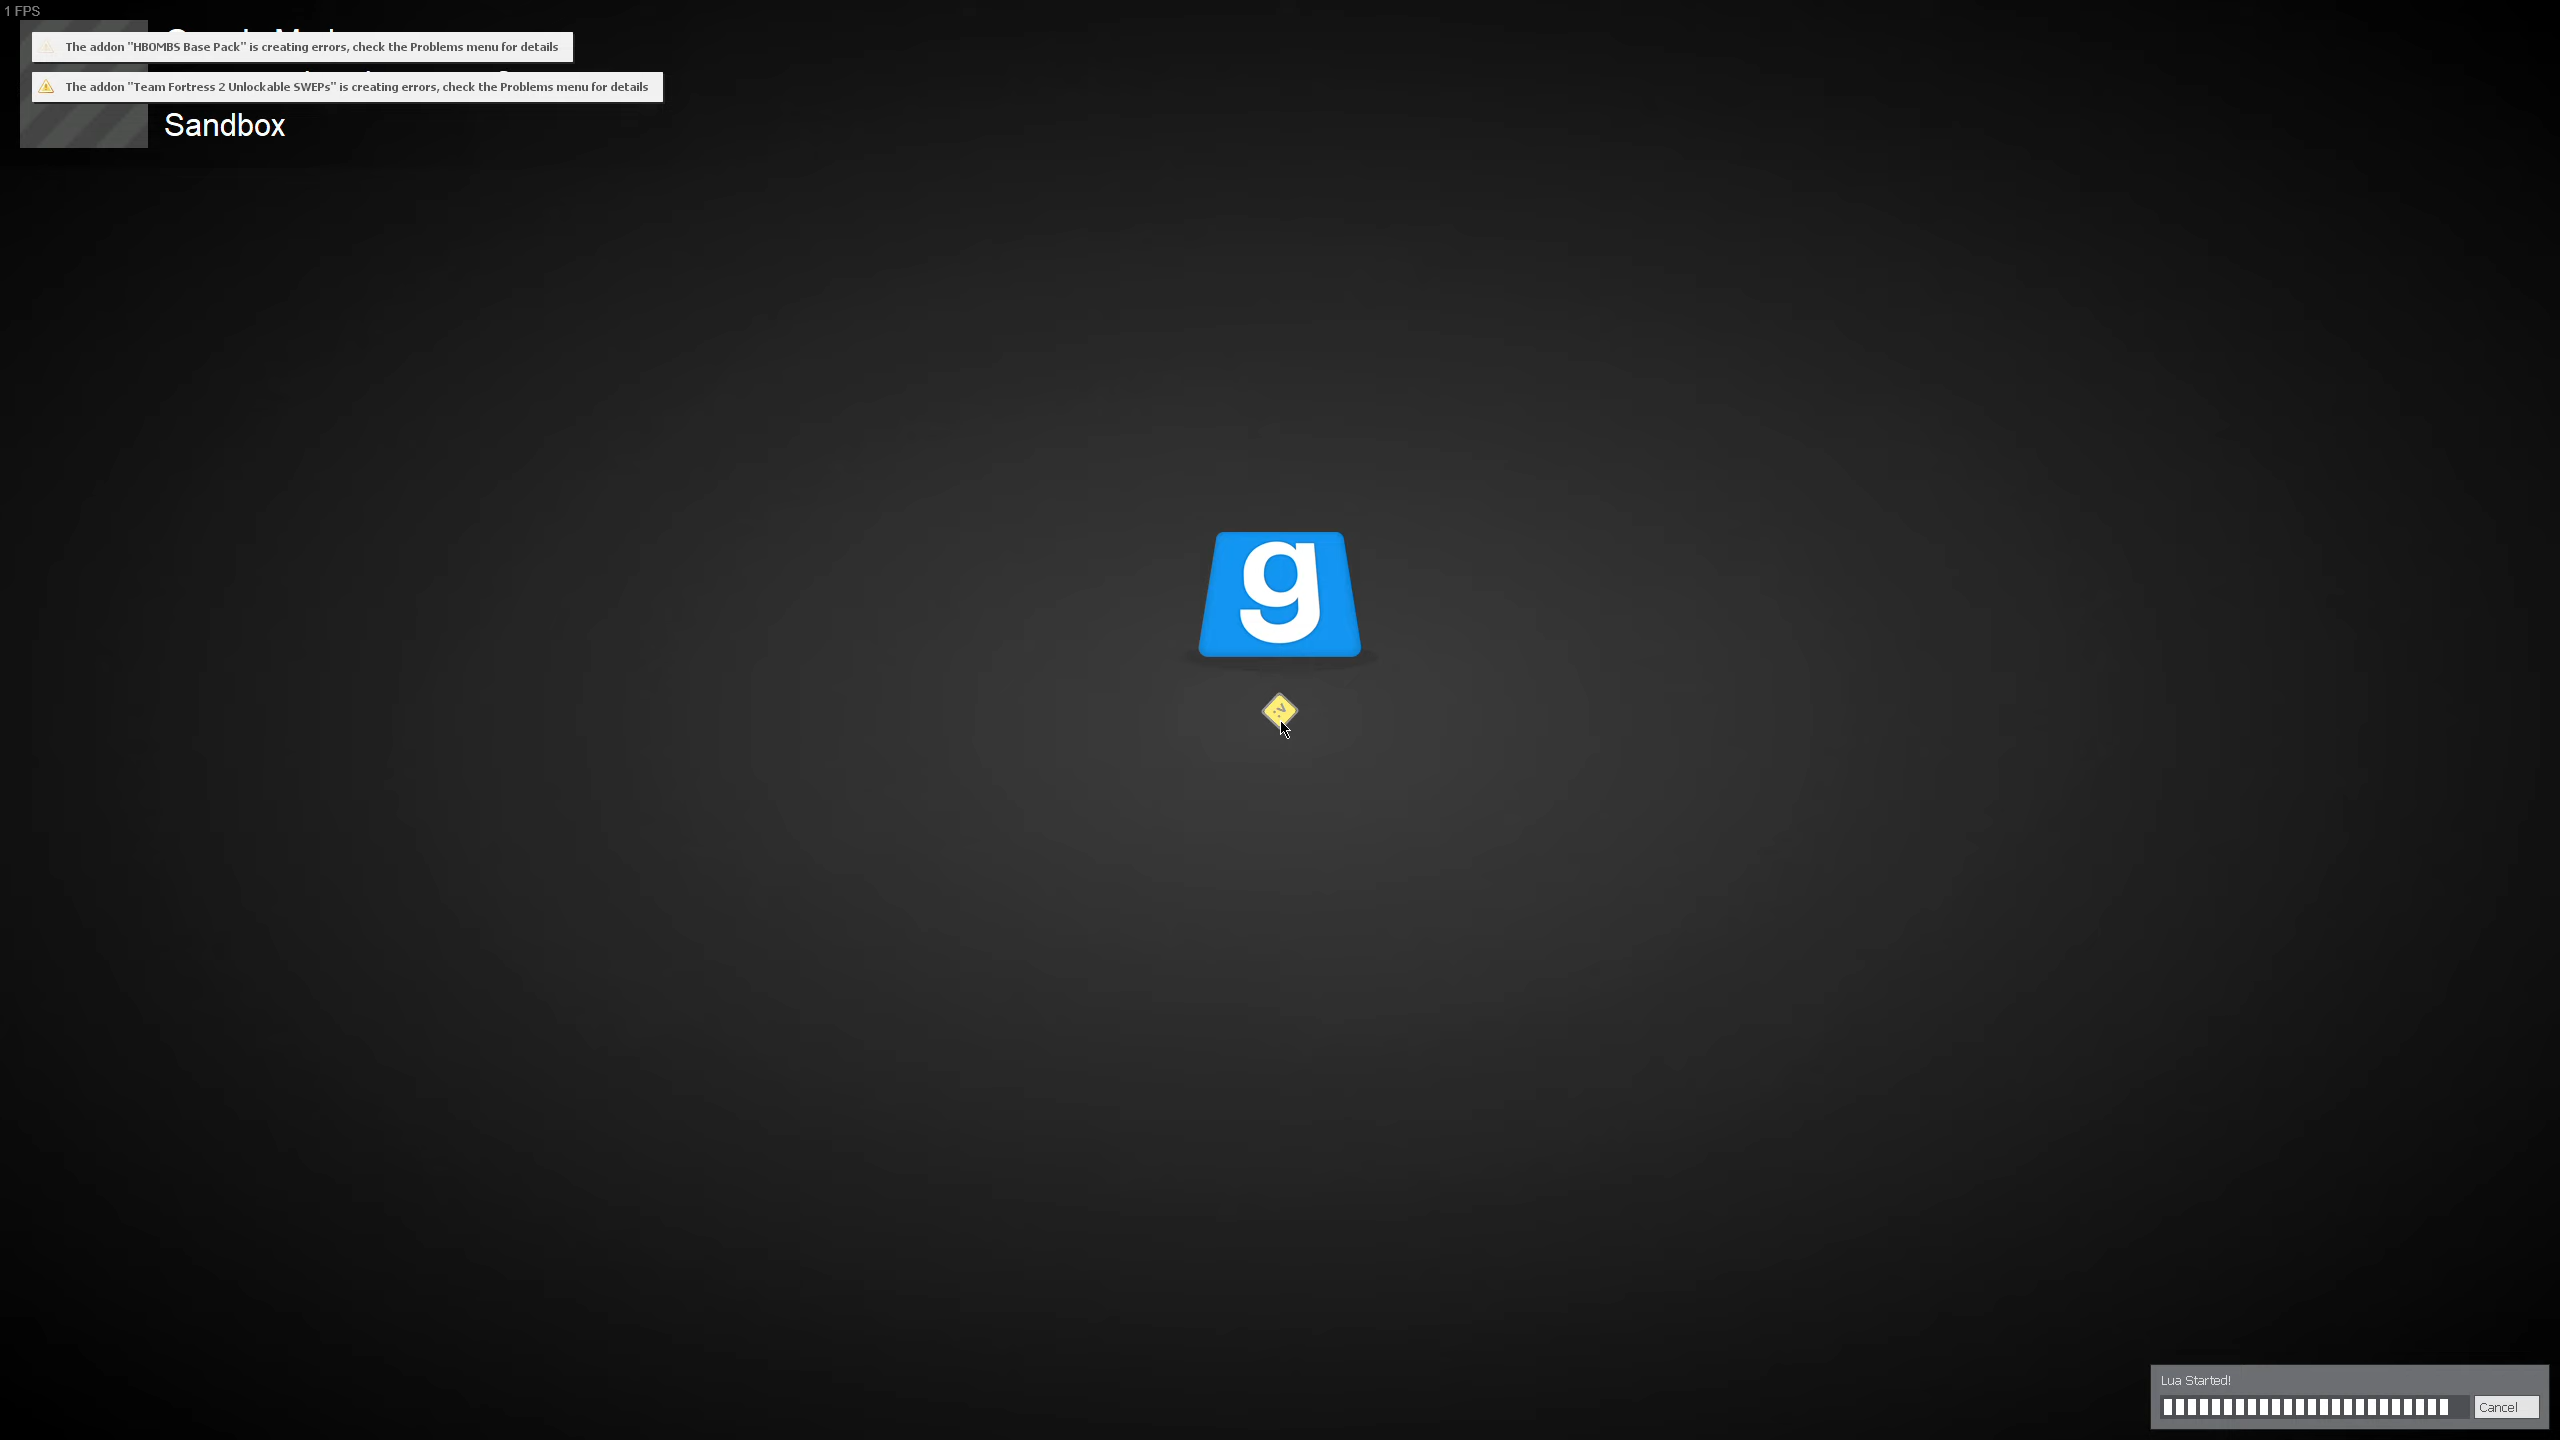 1 FPS
The addon "HBOMBS Base Pack" is creating errors, check the Problems menu for details
The addon "Team Fortress 2 Unlockable SWEPs" is creating errors, check the Problems menu for details
Sandbox
g
:v
Lua Started!
Cancel